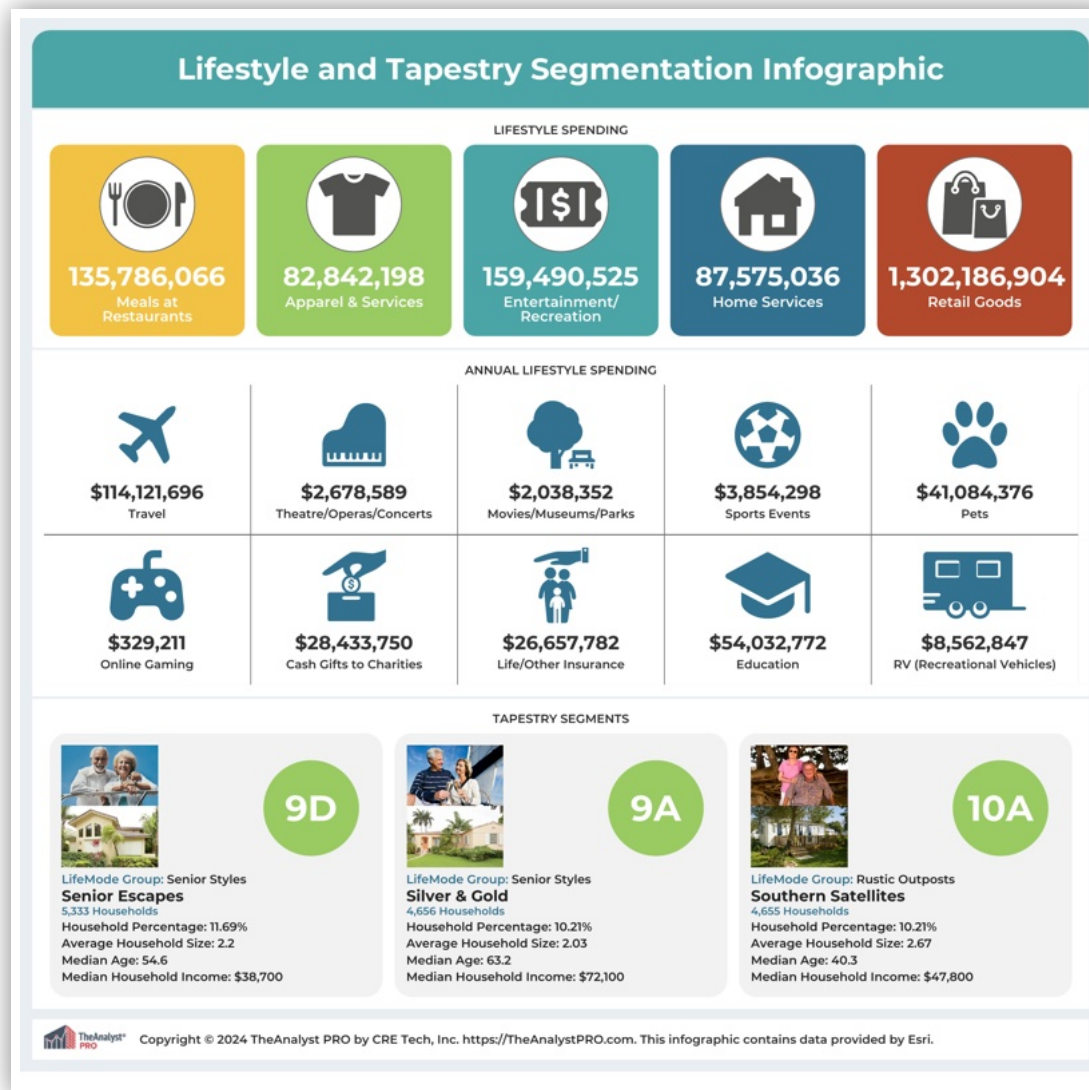 Lifestyle and Tapestry Segmentation Infographic
LIFESTYLE SPENDING
135,786,066
Meals at
Restaurants
82,842,198
Apparel & Services
159,490,525
Entertainment/
Recreation
87,575,036
Home Services
1,302,186,904
Retail Goods
ANNUAL LIFESTYLE SPENDING
$114,121,696
Travel
$2,678,589
Theatre/Operas/Concerts
$2,038,352
Movies/Museums/Parks
$3,854,298
Sports Events
$41,084,376
Pets
$329,211
Online Gaming
$28,433,750
Cash Gifts to Charities
$26,657,782
Life/Other Insurance
$54,032,772
Education
$8,562,847
RV (Recreational Vehicles)
TAPESTRY SEGMENTS
9D
LifeMode Group: Senior Styles
Senior Escapes
5,333 Households
Household Percentage: 11.69%
Average Household Size: 2.2
Median Age: 54.6
Median Household Income: $38,700
9A
LifeMode Group: Senior Styles
Silver & Gold
4,656 Households
Household Percentage: 10.21%
Average Household Size: 2.03
Median Age: 63.2
Median Household Income: $72,100
10A
LifeMode Group: Rustic Outposts
Southern Satellites
4,655 Households
Household Percentage: 10.21%
Average Household Size: 2.67
Median Age: 40.3
Median Household Income: $47,800
TheAnalyst®
PRO
Copyright © 2024 TheAnalyst PRO by CRE Tech, Inc. https://TheAnalystPRO.com. This infographic contains data provided by Esri.